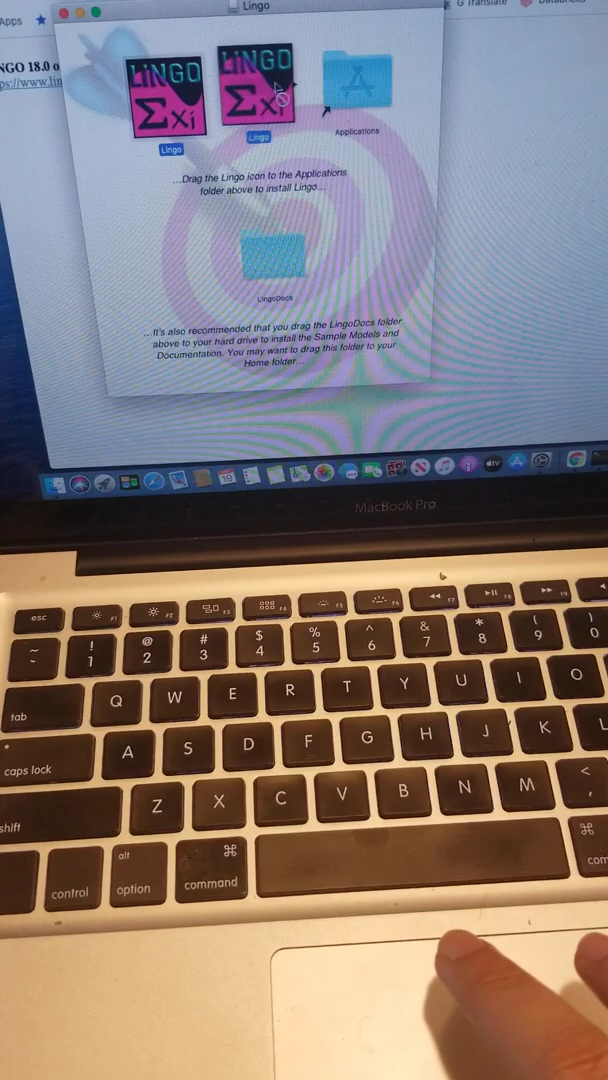 Lingo
G Translate
Apps
LINGO
Σxi
Lingo
LINGO
Σxi
Lingo
Applications
NGO 18.0 o
ps://www.lin
...Drag the Lingo icon to the Applications
folder above to install Lingo...
LingoDocs
...It's also recommended that you drag the LingoDocs folder
above to your hard drive to install the Sample Models and
Documentation. You may want to drag this folder to your
Home folder...
19
tv
MacBook Pro
esc F1 F2 F3 F4 F5 F6 F7 F8 F9
~ ! @ # $ % ^ & * ( )
` 1 2 3 4 5 6 7 8 9 0
tab Q W E R T Y U I O
caps lock A S D F G H J K L
shift Z X C V B N M < ,
alt ⌘ ⌘
control option command com